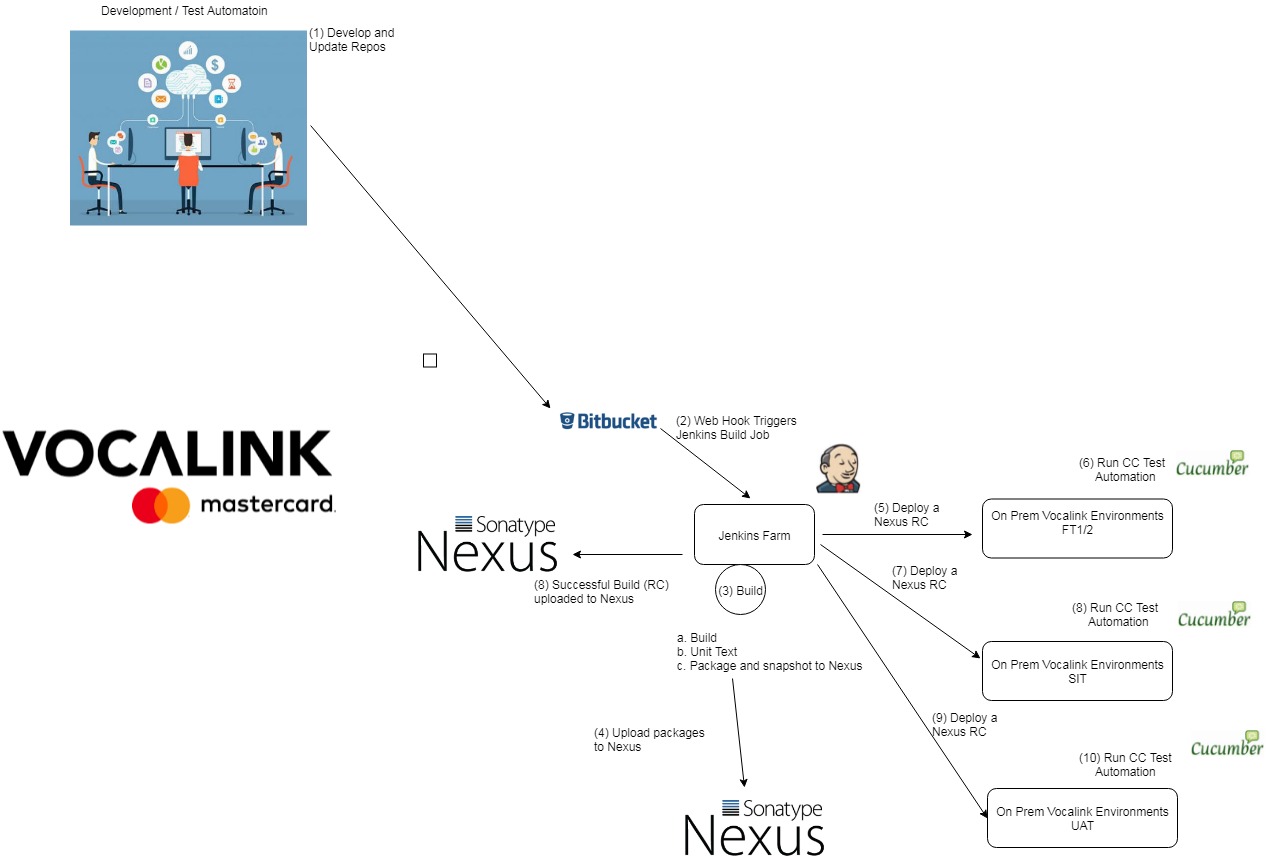 Development / Test Automatoin
(1) Develop and
Update Repos
Bitbucket
(2) Web Hook Triggers
Jenkins Build Job
VOCALINK
mastercard.
(6) Run CC Test
Automation
Cucumber
Sonatype
Nexus
Jenkins Farm
(5) Deploy a
Nexus RC
On Prem Vocalink Environments
FT1/2
(8) Successful Build (RC)
uploaded to Nexus
(3) Build
(7) Deploy a
Nexus RC
(8) Run CC Test
Automation
Cucumber
a. Build
b. Unit Text
c. Package and snapshot to Nexus
On Prem Vocalink Environments
SIT
(4) Upload packages
to Nexus
(9) Deploy a
Nexus RC
(10) Run CC Test
Automation
Cucumber
Sonatype
Nexus
On Prem Vocalink Environments
UAT